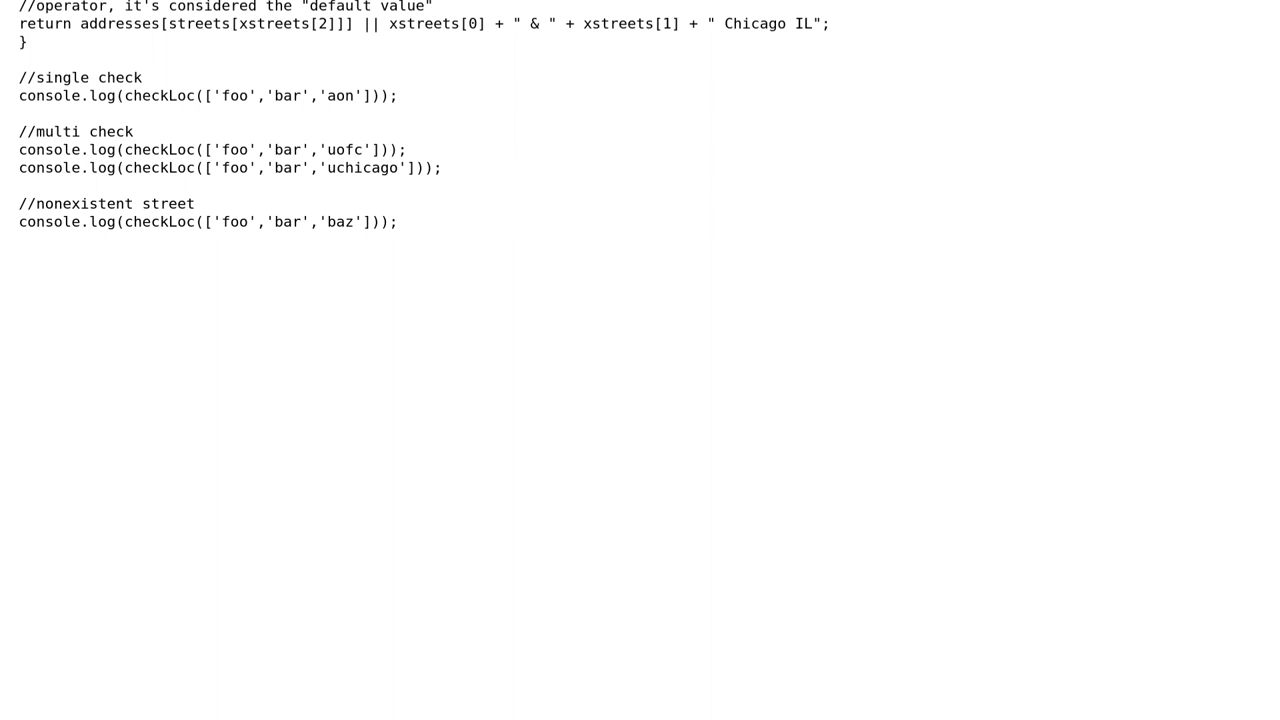 //operator, it's considered the "default value"
return addresses[streets[xstreets[2]]] || xstreets[0] + " & " + xstreets[1] + " Chicago IL";
}
//single check
console.log(checkLoc(['foo','bar','aon']));
//multi check
console.log(checkLoc(['foo','bar','uofc']));
console.log(checkLoc(['foo','bar','uchicago']));
//nonexistent street
console.log(checkLoc(['foo','bar','baz']));